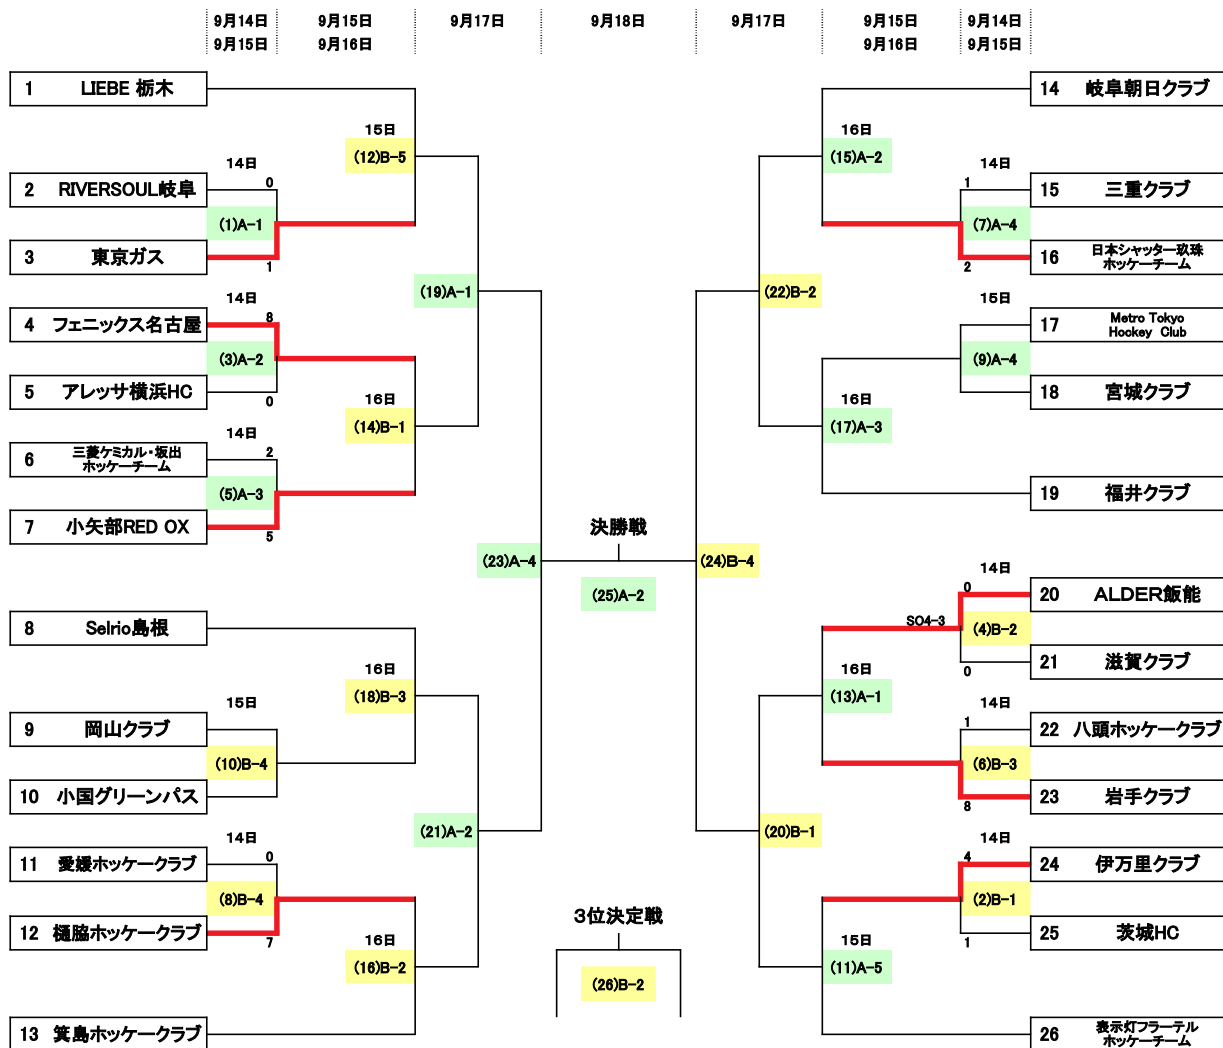 9月14日 9月15日 9月17日 9月18日 9月17日 9月15日 9月14日
9月15日 9月16日 9月16日 9月15日
1 LIEBE 栃木
14 岐阜朝日クラブ
15日
(12)B-5
16日
(15)A-2
14日
0
2 RIVERSOUL岐阜
(1)A-1
3 東京ガス
1
14日
1
15 三重クラブ
(7)A-4
16 日本シャッター玖珠
ホッケーチーム
2
(19)A-1
(22)B-2
14日
8
4 フェニックス名古屋
(3)A-2
5 アレッサ横浜HC
0
15日
17 Metro Tokyo
Hockey Club
(9)A-4
18 宮城クラブ
16日
(14)B-1
16日
(17)A-3
14日
2
6 三菱ケミカル・坂出
ホッケーチーム
(5)A-3
7 小矢部RED OX
5
19 福井クラブ
決勝戦
(23)A-4
(25)A-2
(24)B-4
14日
0
20 ALDER飯能
SO4-3
(4)B-2
21 滋賀クラブ
0
8 Selrio島根
16日
(18)B-3
16日
(13)A-1
15日
9 岡山クラブ
(10)B-4
10 小国グリーンパス
14日
1
22 八頭ホッケークラブ
(6)B-3
23 岩手クラブ
8
(21)A-2
(20)B-1
14日
0
11 愛媛ホッケークラブ
(8)B-4
12 樋脇ホッケークラブ
7
14日
4
24 伊万里クラブ
(2)B-1
25 茨城HC
1
16日
(16)B-2
3位決定戦
(26)B-2
15日
(11)A-5
13 箕島ホッケークラブ
26 表示灯フラーテル
ホッケーチーム